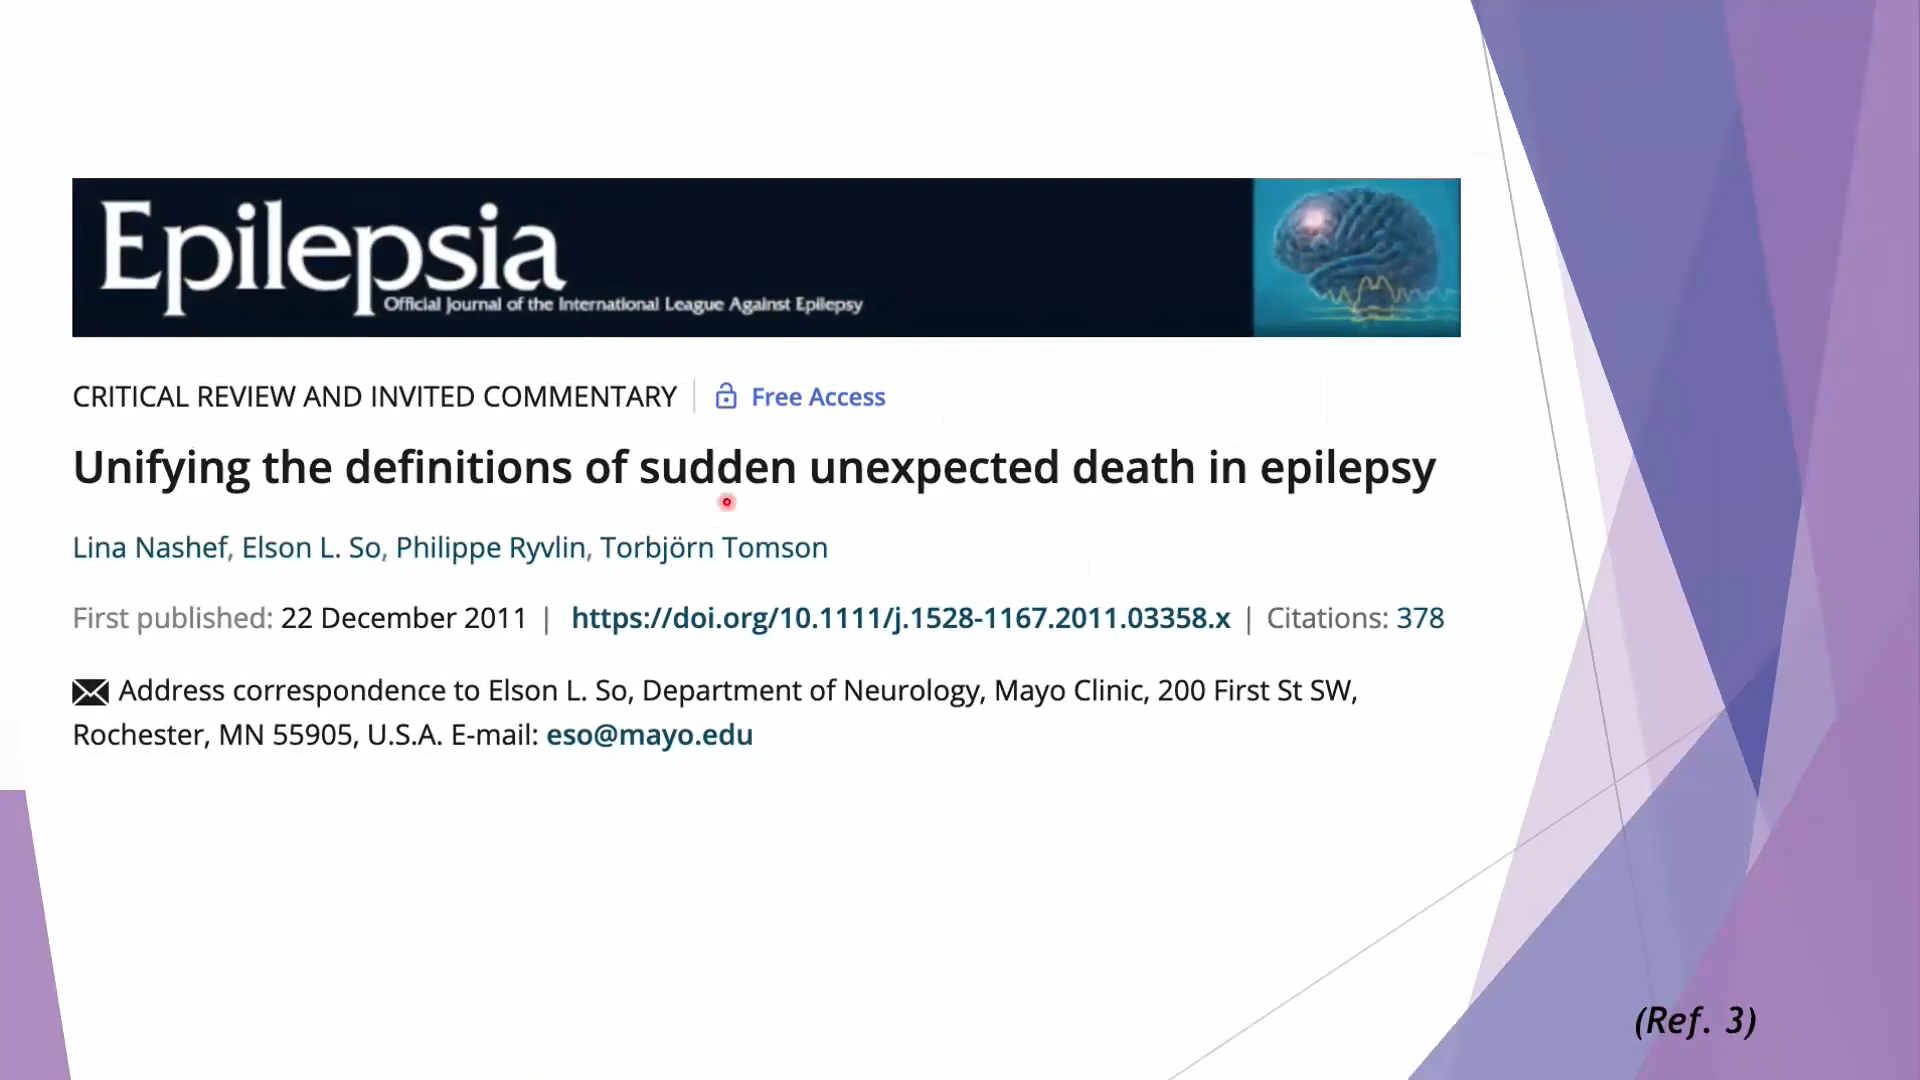 Epilepsia
Official Journal of the International League Against Epilepsy
CRITICAL REVIEW AND INVITED COMMENTARY | Free Access
Unifying the definitions of sudden unexpected death in epilepsy
Lina Nashef, Elson L. So, Philippe Ryvlin, Torbjörn Tomson
First published: 22 December 2011 | https://doi.org/10.1111/j.1528-1167.2011.03358.x | Citations: 378
Address correspondence to Elson L. So, Department of Neurology, Mayo Clinic, 200 First St SW,
Rochester, MN 55905, U.S.A. E-mail: eso@mayo.edu
(Ref. 3)